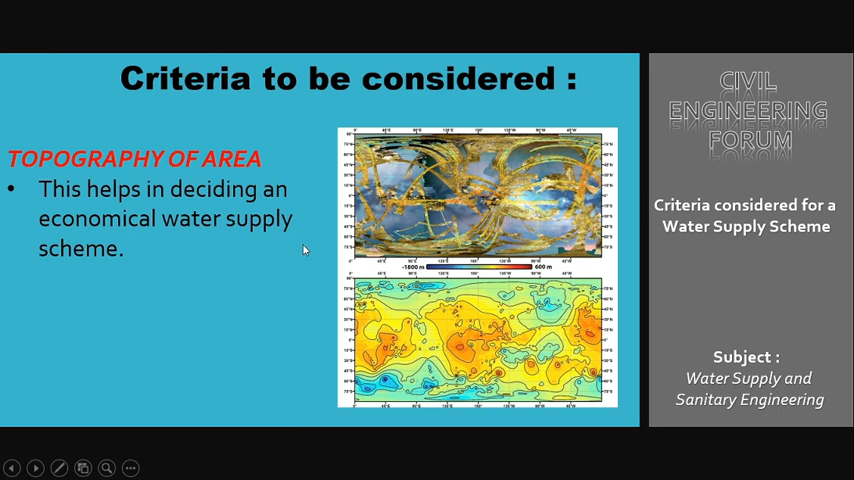 Criteria to be considered :
TOPOGRAPHY OF AREA
• This helps in deciding an
economical water supply
scheme.
-1800 m
600 m
CIVIL
ENGINEERING
FORUM
Criteria considered for a
Water Supply Scheme
Subject :
Water Supply and
Sanitary Engineering